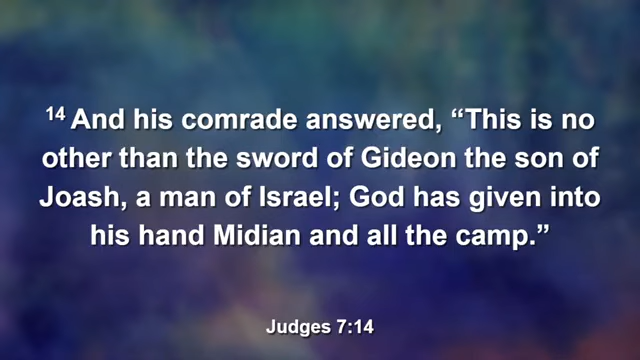 14 And his comrade answered, “This is no
other than the sword of Gideon the son of
Joash, a man of Israel; God has given into
his hand Midian and all the camp.”
Judges 7:14